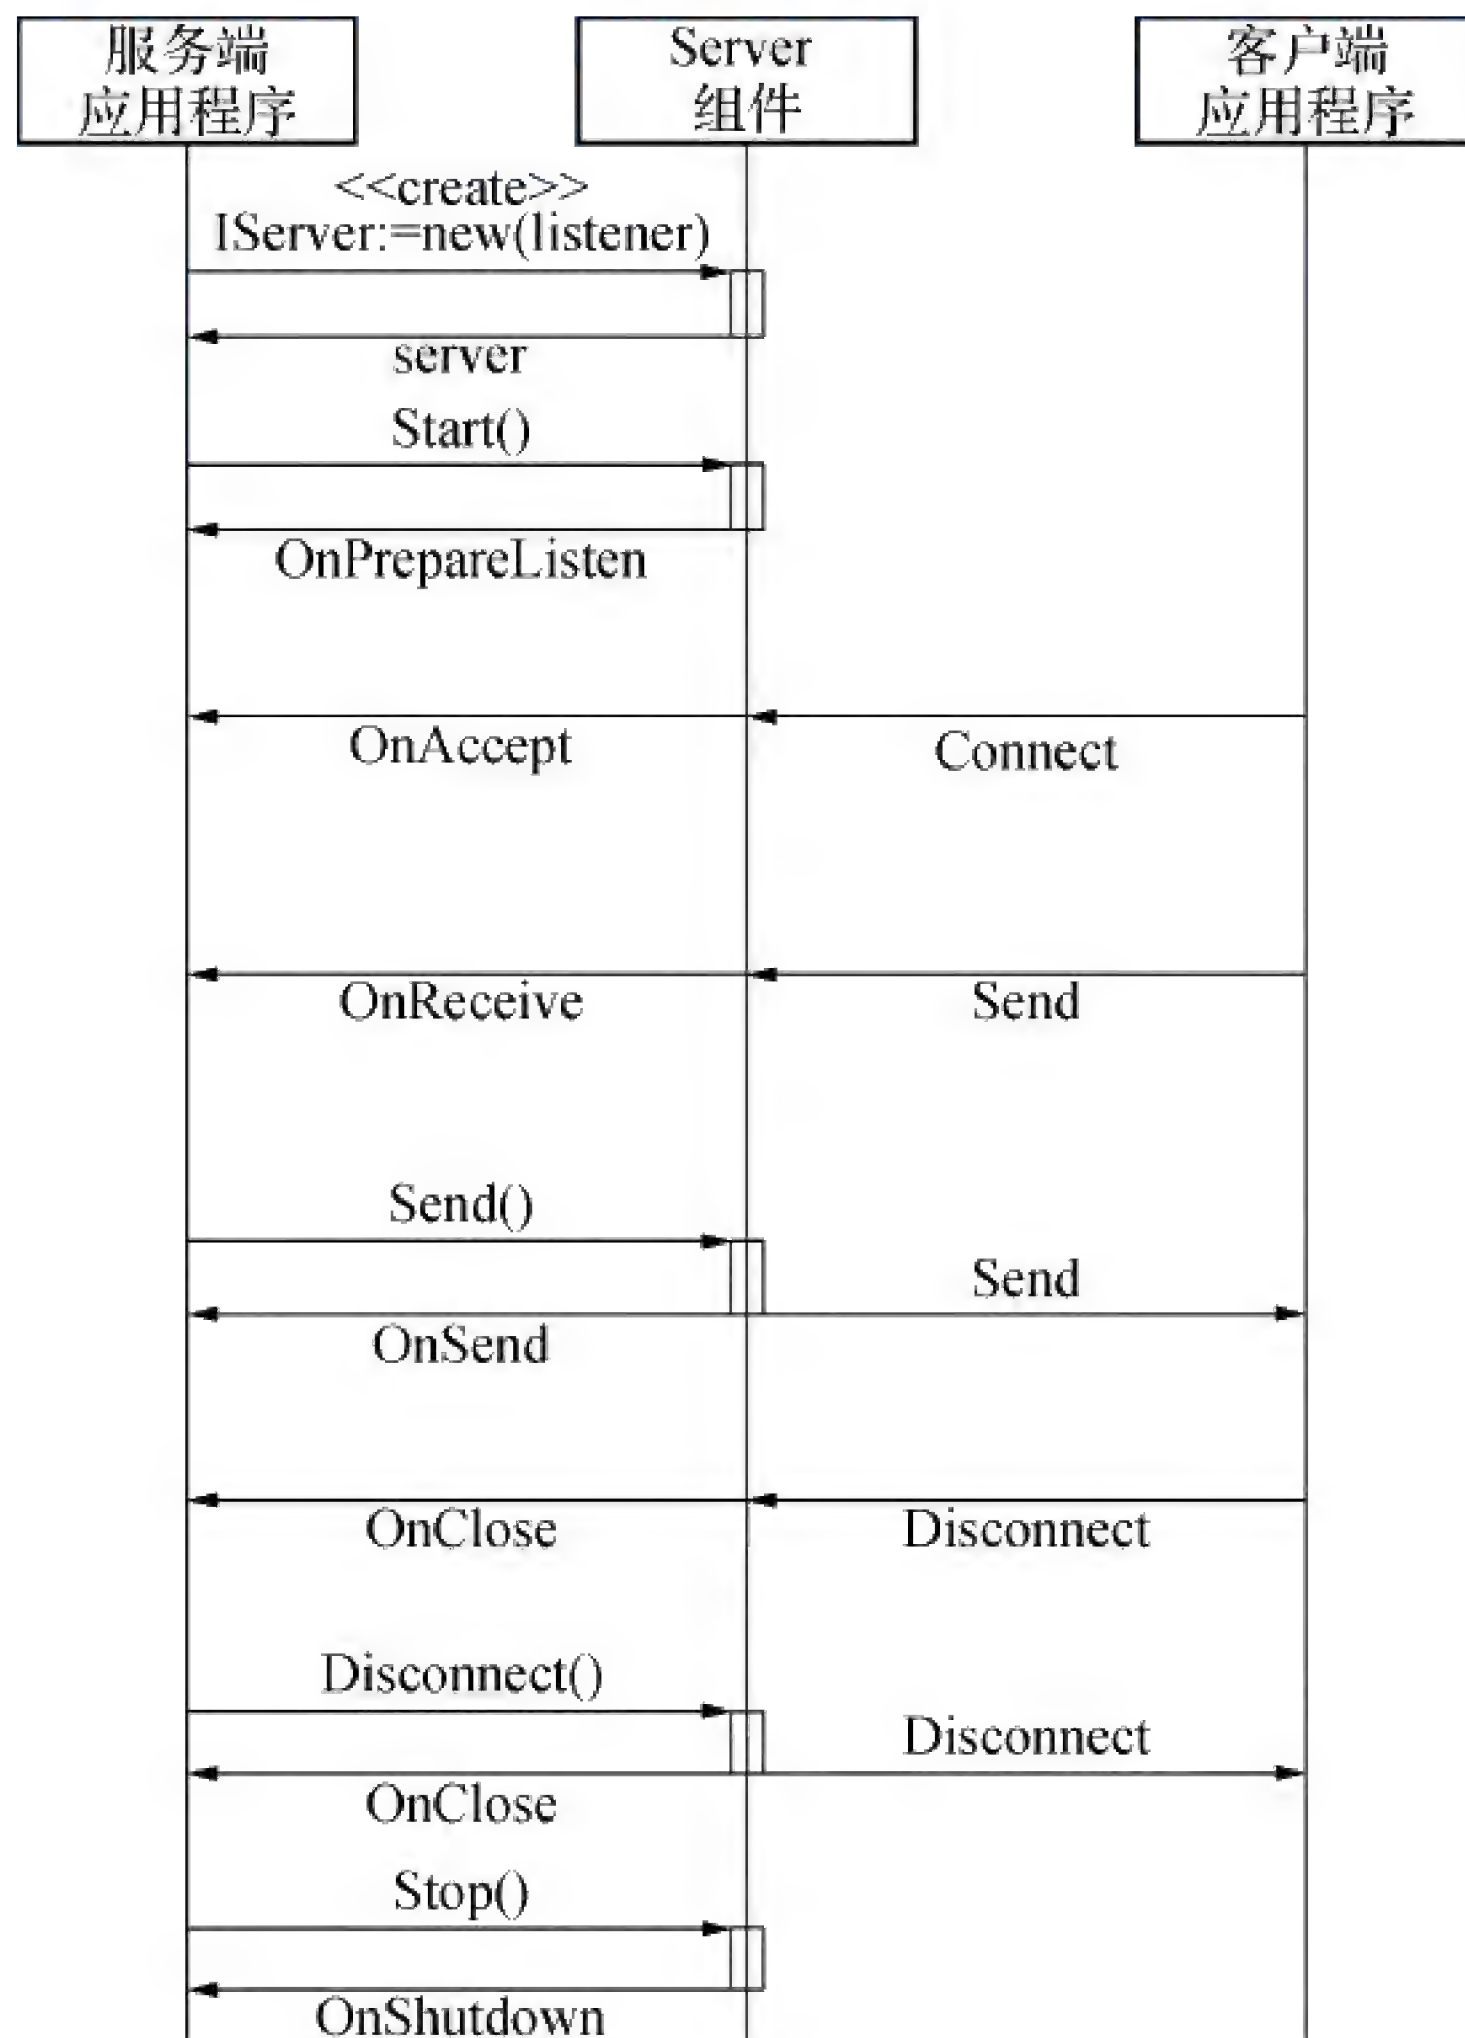 服务端
应用程序
Server
组件
客户端
应用程序
<<create>>
IServer:=new(listener)
server
Start()
OnPrepareListen
OnAccept
Connect
OnReceive
Send
Send()
Send
OnSend
OnClose
Disconnect
Disconnect()
Disconnect
OnClose
Stop()
OnShutdown